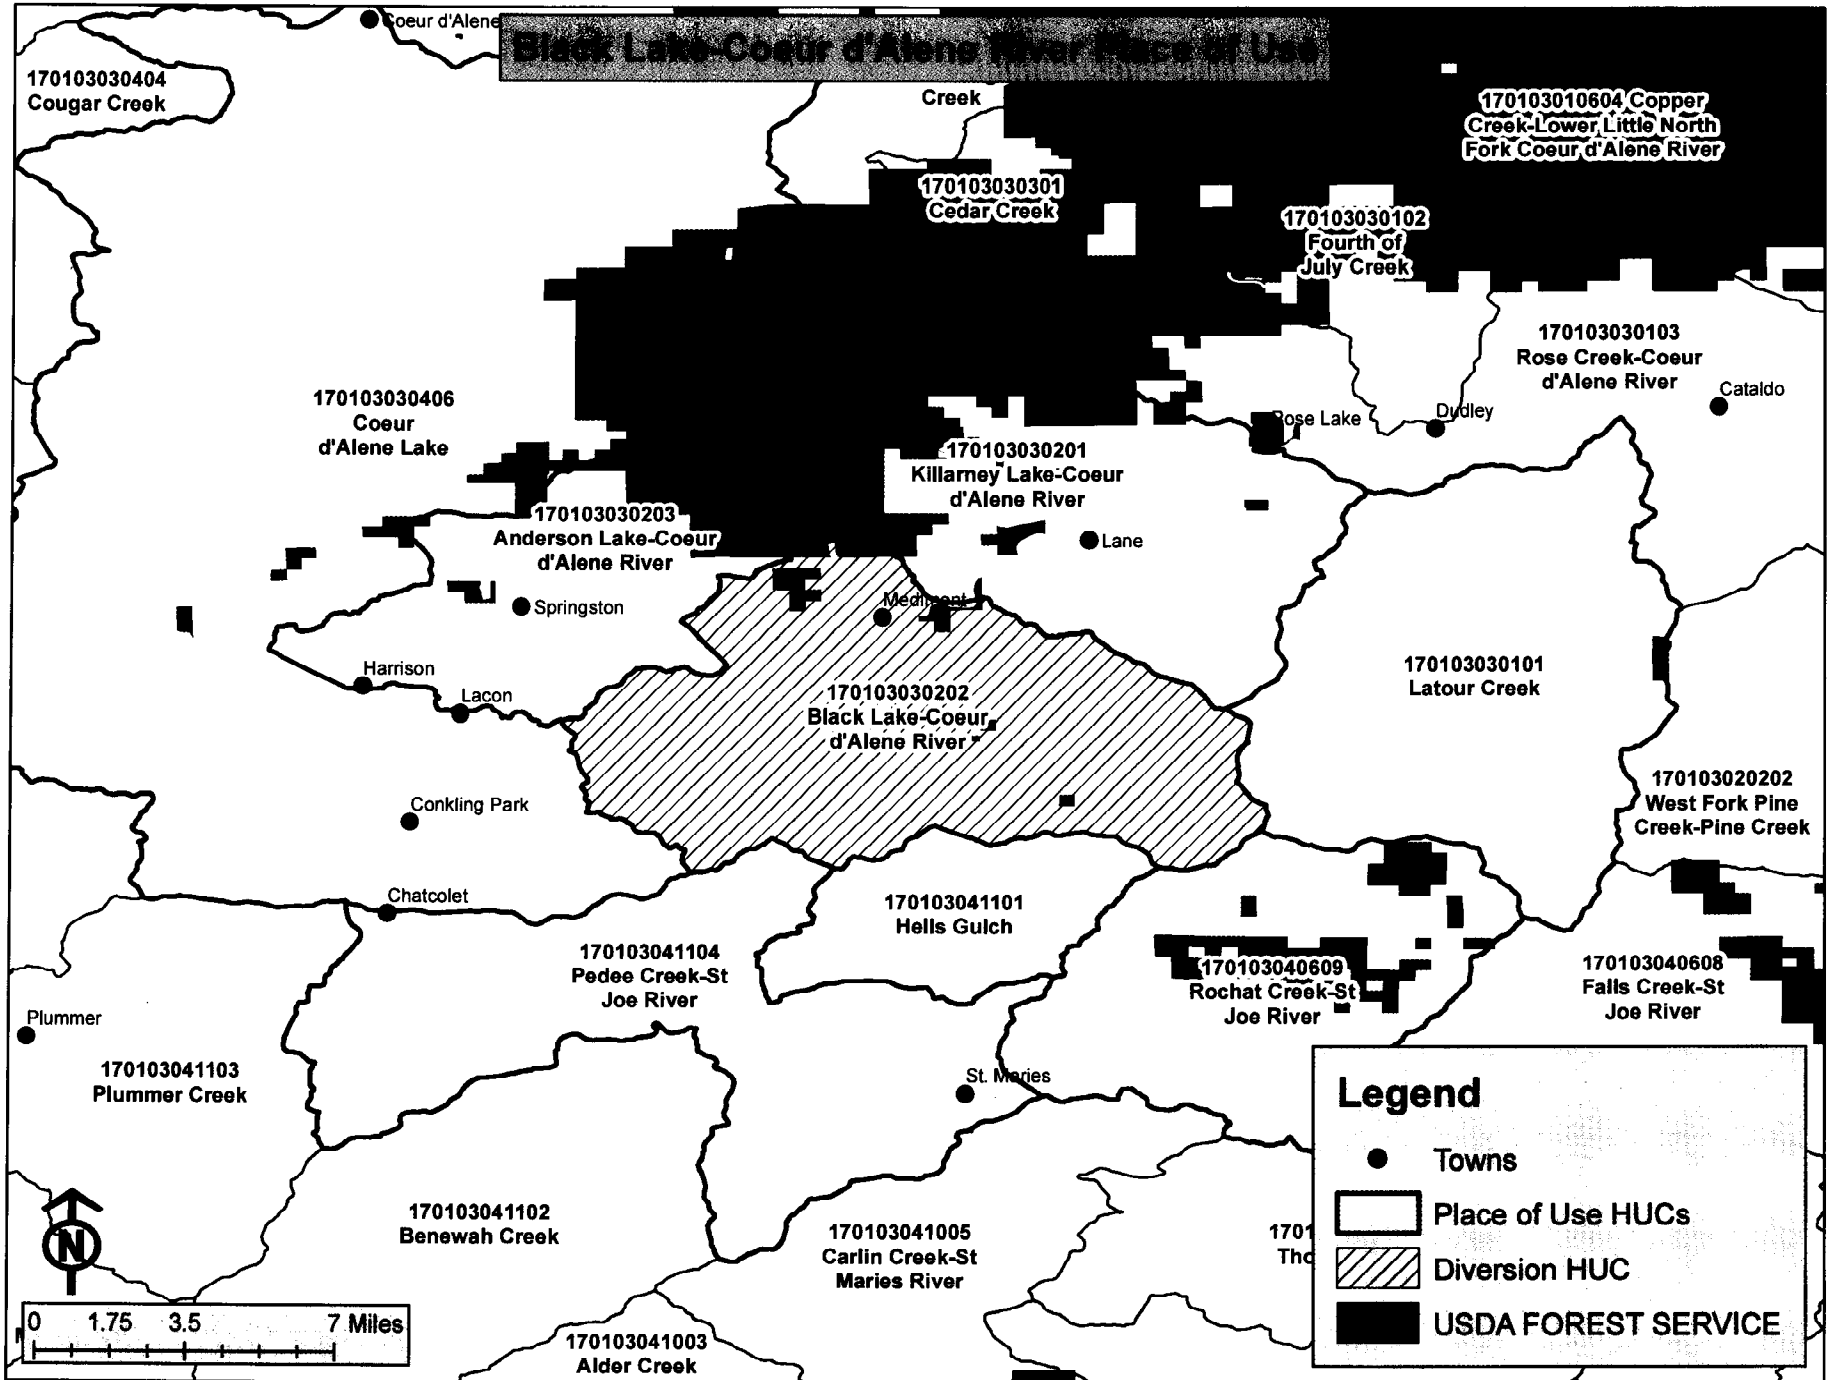 Coeur d'Alene
Black Lake-Coeur d'Alene River Place of Use
170103030404
Cougar Creek
Creek
170103010604 Copper
Creek-Lower Little North
Fork Coeur d'Alene River
170103030301
Cedar Creek
170103030102
Fourth of
July Creek
170103030103
Rose Creek-Coeur
d'Alene River
Cataldo
170103030406
Coeur
d'Alene Lake
Rose Lake
Dudley
170103030201
Killarney Lake-Coeur
d'Alene River
170103030203
Anderson Lake-Coeur
d'Alene River
Lane
Springston
Medimont
Harrison
Lacon
170103030202
Black Lake-Coeur
d'Alene River
170103030101
Latour Creek
170103020202
West Fork Pine
Creek-Pine Creek
Conkling Park
Chatcolet
170103041101
Hells Gulch
170103041104
Pedee Creek-St
Joe River
170103040609
Rochat Creek-St
Joe River
170103040608
Falls Creek-St
Joe River
Plummer
170103041103
Plummer Creek
St. Maries
170103041102
Benewah Creek
170103041005
Carlin Creek-St
Maries River
1701
Tho
170103041003
Alder Creek
N
0 1.75 3.5 7 Miles
Legend
Towns
Place of Use HUCs
Diversion HUC
USDA FOREST SERVICE